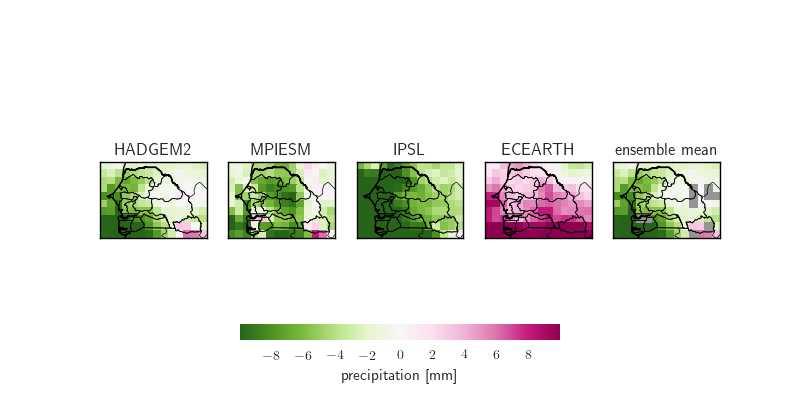 HADGEM2 MPIESM IPSL ECEARTH ensemble mean
−8 −6 −4 −2 0 2 4 6 8
precipitation [mm]